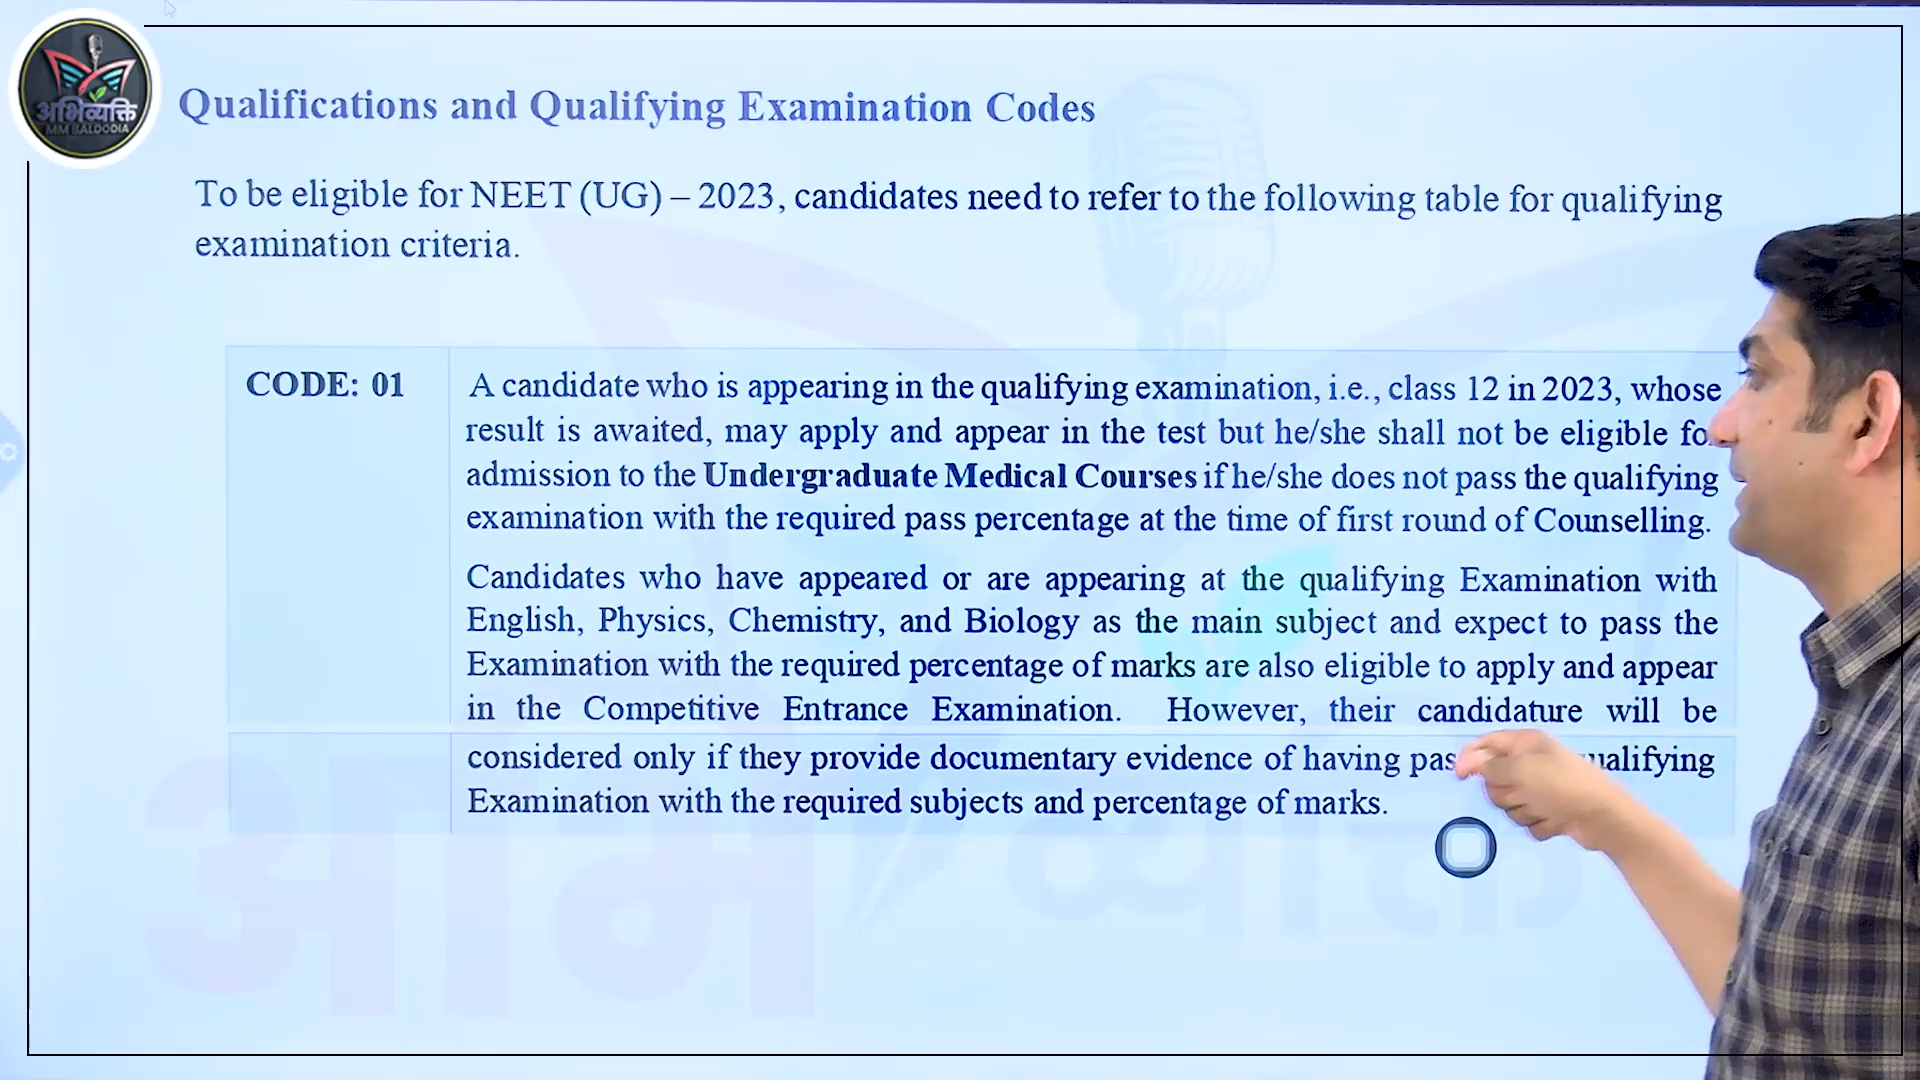 अभिव्यक्ति
MM BALDODIA
Qualifications and Qualifying Examination Codes
To be eligible for NEET (UG) – 2023, candidates need to refer to the following table for qualifying
examination criteria.
CODE: 01
A candidate who is appearing in the qualifying examination, i.e., class 12 in 2023, whose
result is awaited, may apply and appear in the test but he/she shall not be eligible
admission to the Undergraduate Medical Courses if he/she does not pass the qualifying
examination with the required pass percentage at the time of first round of Counselling.
Candidates who have appeared or are appearing at the qualifying Examination with
English, Physics, Chemistry, and Biology as the main subject and expect to pass the
Examination with the required percentage of marks are also eligible to apply and appear
in the Competitive Entrance Examination. However, their candidature will be
considered only if they provide documentary evidence of having
Examination with the required subjects and percentage of marks.